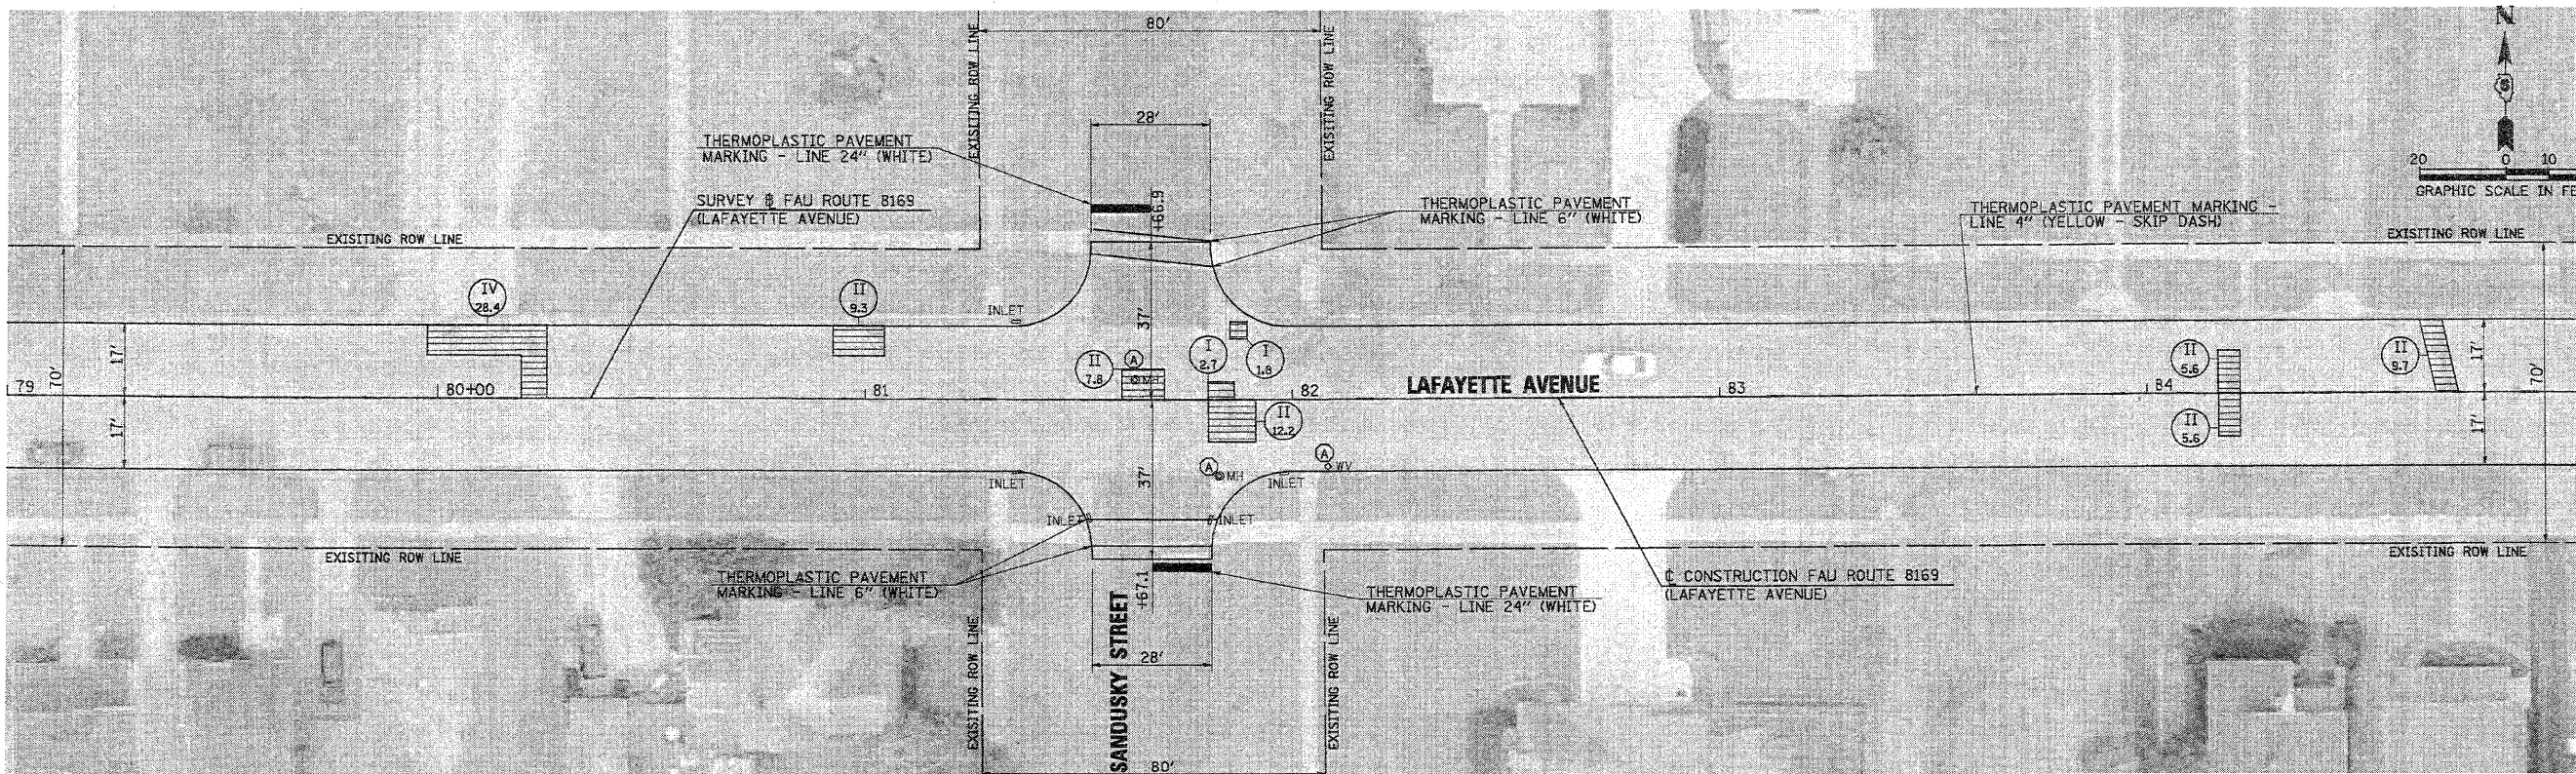 80'
N
EXISITING ROW LINE
EXISITING ROW LINE
28'
THERMOPLASTIC PAVEMENT
MARKING - LINE 24" (WHITE)
20 0 10
GRAPHIC SCALE IN FE
SURVEY ℄ FAU ROUTE 8169
(LAFAYETTE AVENUE)
+66.9
THERMOPLASTIC PAVEMENT
MARKING - LINE 6" (WHITE)
THERMOPLASTIC PAVEMENT MARKING -
LINE 4" (YELLOW - SKIP DASH)
EXISITING ROW LINE
EXISITING ROW LINE
IV
28.4
II
9.3
INLET
37'
17'
70'
II
7.8
A
MH
I
2.7
I
1.8
II
5.6
II
9.7
17'
70'
79
80+00
81
82
LAFAYETTE AVENUE
83
84
17'
II
12.2
II
5.6
17'
37'
A
MH
A
WV
INLET
INLET
INLET
INLET
EXISITING ROW LINE
EXISITING ROW LINE
THERMOPLASTIC PAVEMENT
MARKING - LINE 6" (WHITE)
+67.1
THERMOPLASTIC PAVEMENT
MARKING - LINE 24" (WHITE)
℄ CONSTRUCTION FAU ROUTE 8169
(LAFAYETTE AVENUE)
SANDUSKY STREET
28'
EXISITING ROW LINE
EXISITING ROW LINE
80'